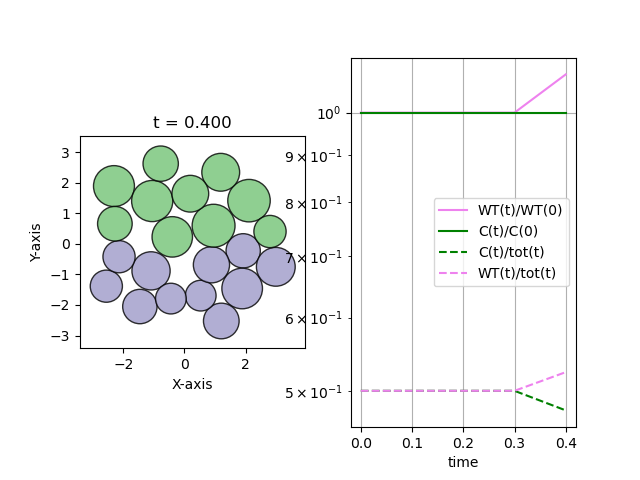 t = 0.400
Y-axis
3
2
1
0
−1
−2
−3
−2
0
2
X-axis
10⁰
9 × 10⁻¹
8 × 10⁻¹
7 × 10⁻¹
6 × 10⁻¹
5 × 10⁻¹
WT(t)/WT(0)
C(t)/C(0)
C(t)/tot(t)
WT(t)/tot(t)
0.0
0.1
0.2
0.3
0.4
time